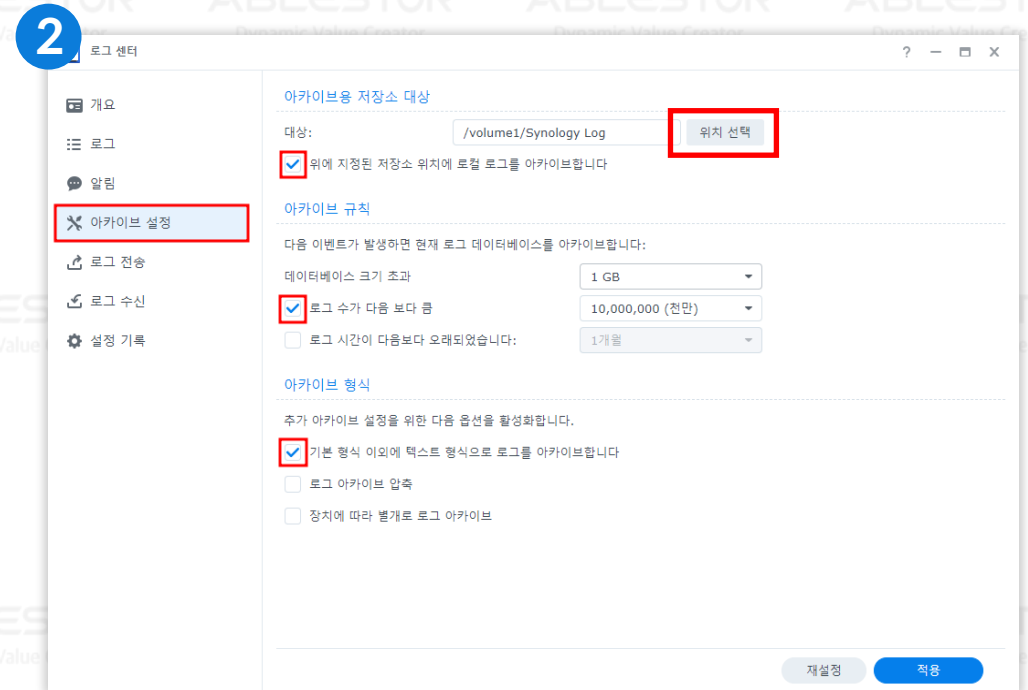 ABLESTOR
ABLESTOR
Dynamic Value Creator
Dynamic Value Creator
2
로그 센터
개요
로그
알림
아카이브 설정
로그 전송
로그 수신
설정 기록
아카이브용 저장소 대상
대상: /volume1/Synology Log 위치 선택
위에 지정된 저장소 위치에 로컬 로그를 아카이브합니다
아카이브 규칙
다음 이벤트가 발생하면 현재 로그 데이터베이스를 아카이브합니다:
데이터베이스 크기 초과 1 GB
로그 수가 다음 보다 큼 10,000,000 (천만)
로그 시간이 다음보다 오래되었습니다: 1개월
아카이브 형식
추가 아카이브 설정을 위한 다음 옵션을 활성화합니다.
기본 형식 이외에 텍스트 형식으로 로그를 아카이브합니다
로그 아카이브 압축
장치에 따라 별개로 로그 아카이브
재설정 적용